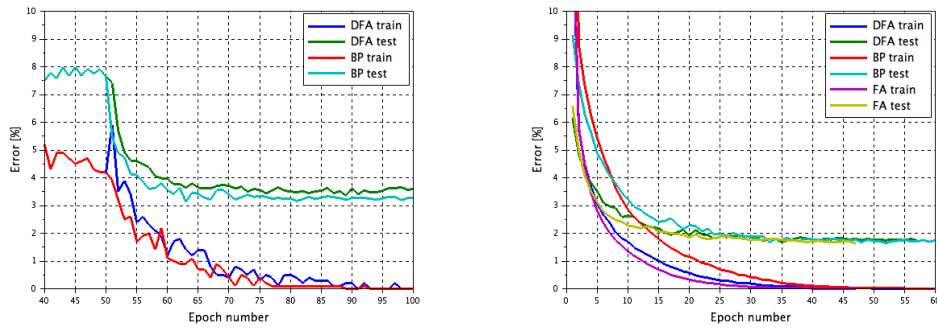 10
9
8
7
6
5
4
3
2
1
0
Error [%]
40 45 50 55 60 65 70 75 80 85 90 95 100
Epoch number
DFA train
DFA test
BP train
BP test
10
9
8
7
6
5
4
3
2
1
0
Error [%]
0 5 10 15 20 25 30 35 40 45 50 55 60
Epoch number
DFA train
DFA test
BP train
BP test
FA train
FA test